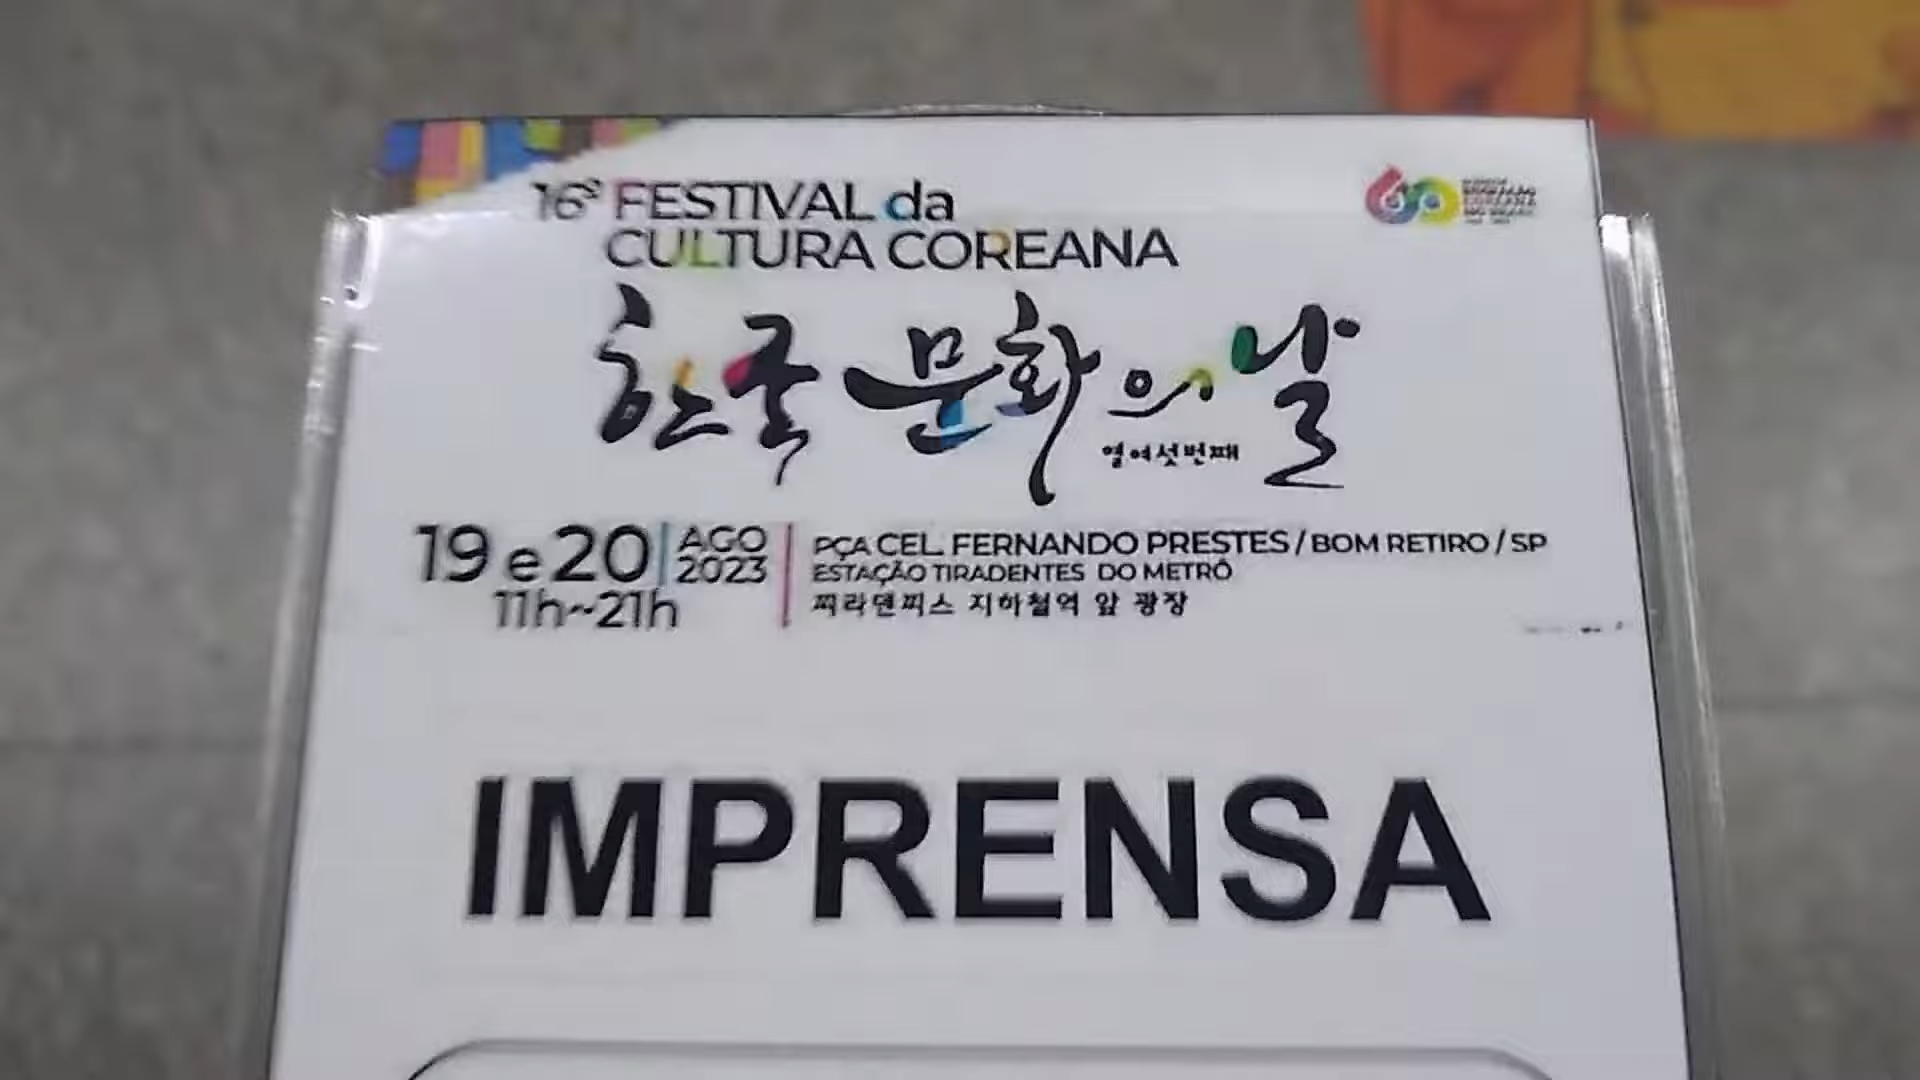 16º FESTIVAL da
CULTURA COREANA
한국 문화의 날
열여섯번째
19 e 20 AGO 2023
11h~21h
PÇA CEL. FERNANDO PRESTES / BOM RETIRO / SP
ESTAÇÃO TIRADENTES DO METRÔ
찌라덴찌스 지하철역 앞 광장
IMPRENSA